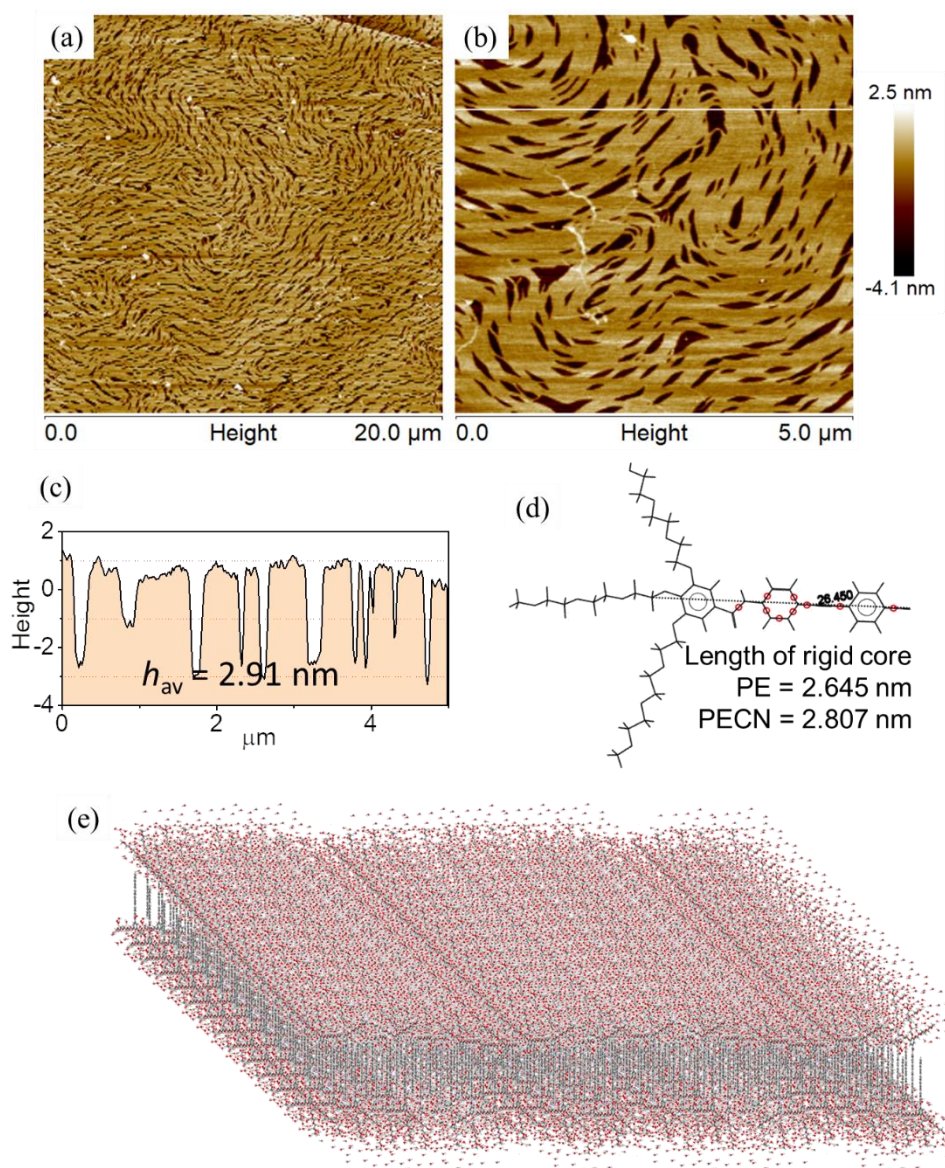 (a)
(b)
2.5 nm
-4.1 nm
0.0 Height 20.0 µm
0.0 Height 5.0 µm
(c)
2
0
-2
-4
Height
hav = 2.91 nm
0 2 4
µm
(d)
26.450
Length of rigid core
PE = 2.645 nm
PECN = 2.807 nm
(e)